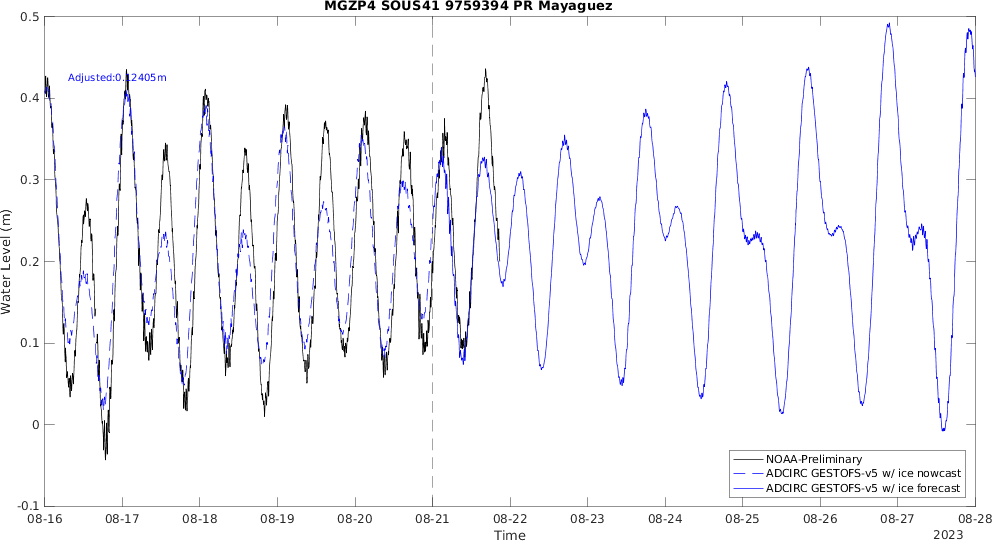 MGZP4 SOUS41 9759394 PR Mayaguez
0.5
Adjusted:0.12405m
0.4
0.3
0.2
0.1
0
-0.1
Water Level (m)
NOAA-Preliminary
ADCIRC GESTOFS-v5 w/ ice nowcast
ADCIRC GESTOFS-v5 w/ ice forecast
08-16 08-17 08-18 08-19 08-20 08-21 08-22 08-23 08-24 08-25 08-26 08-27 08-28
Time
2023